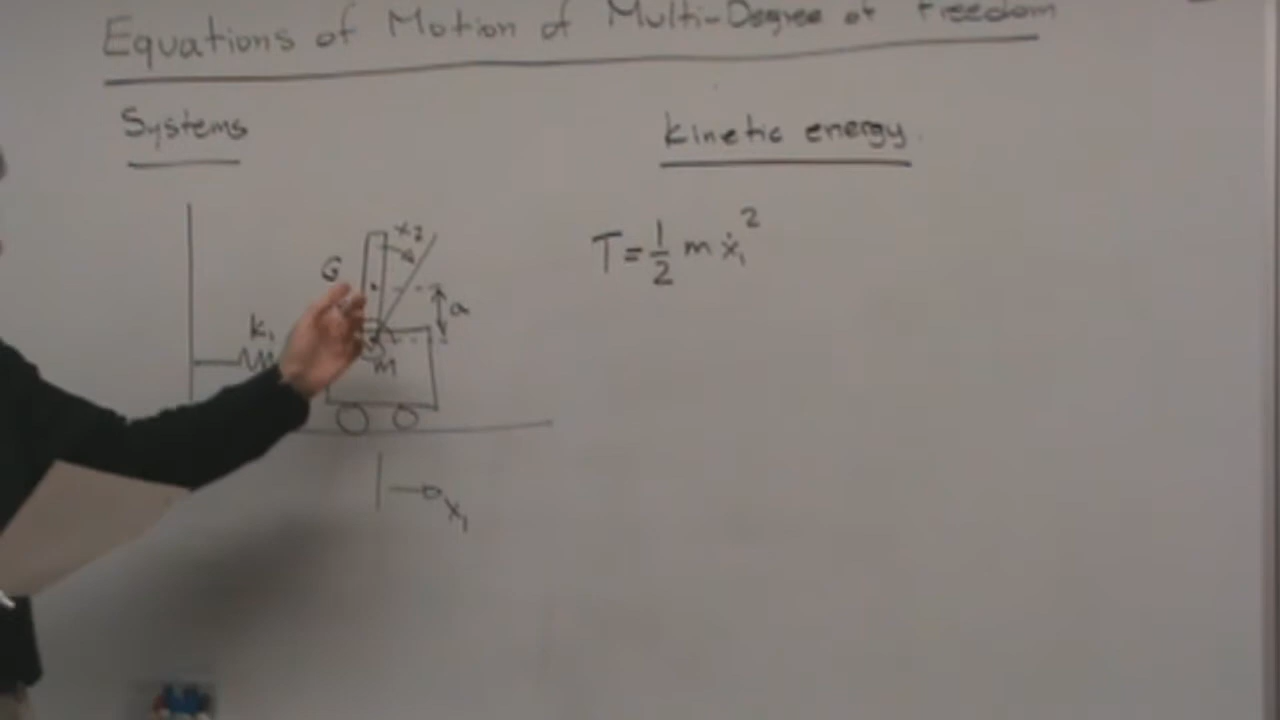 Equations of Motion of Multi-Degree of Freedom
Systems
Kinetic energy
x₂
G
T = 1/2 m ẋ₁²
a
k₁
m
x₁